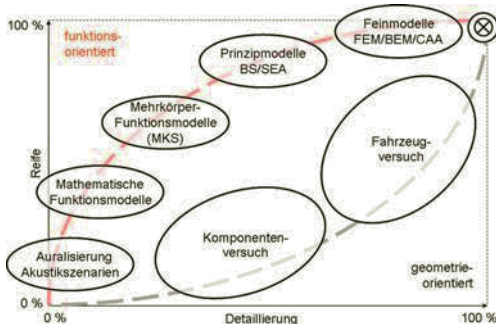 100 %
funktions-
orientiert
Feinmodelle
FEM/BEM/CAA
Prinzipmodelle
BS/SEA
Mehrkörper-
Funktionsmodelle
(MKS)
Fahrzeug-
versuch
Reife
Mathematische
Funktionsmodelle
Komponenten-
versuch
Auralisierung
Akustikszenarien
geometrie-
orientiert
0 %
0 %
Detaillierung
100 %